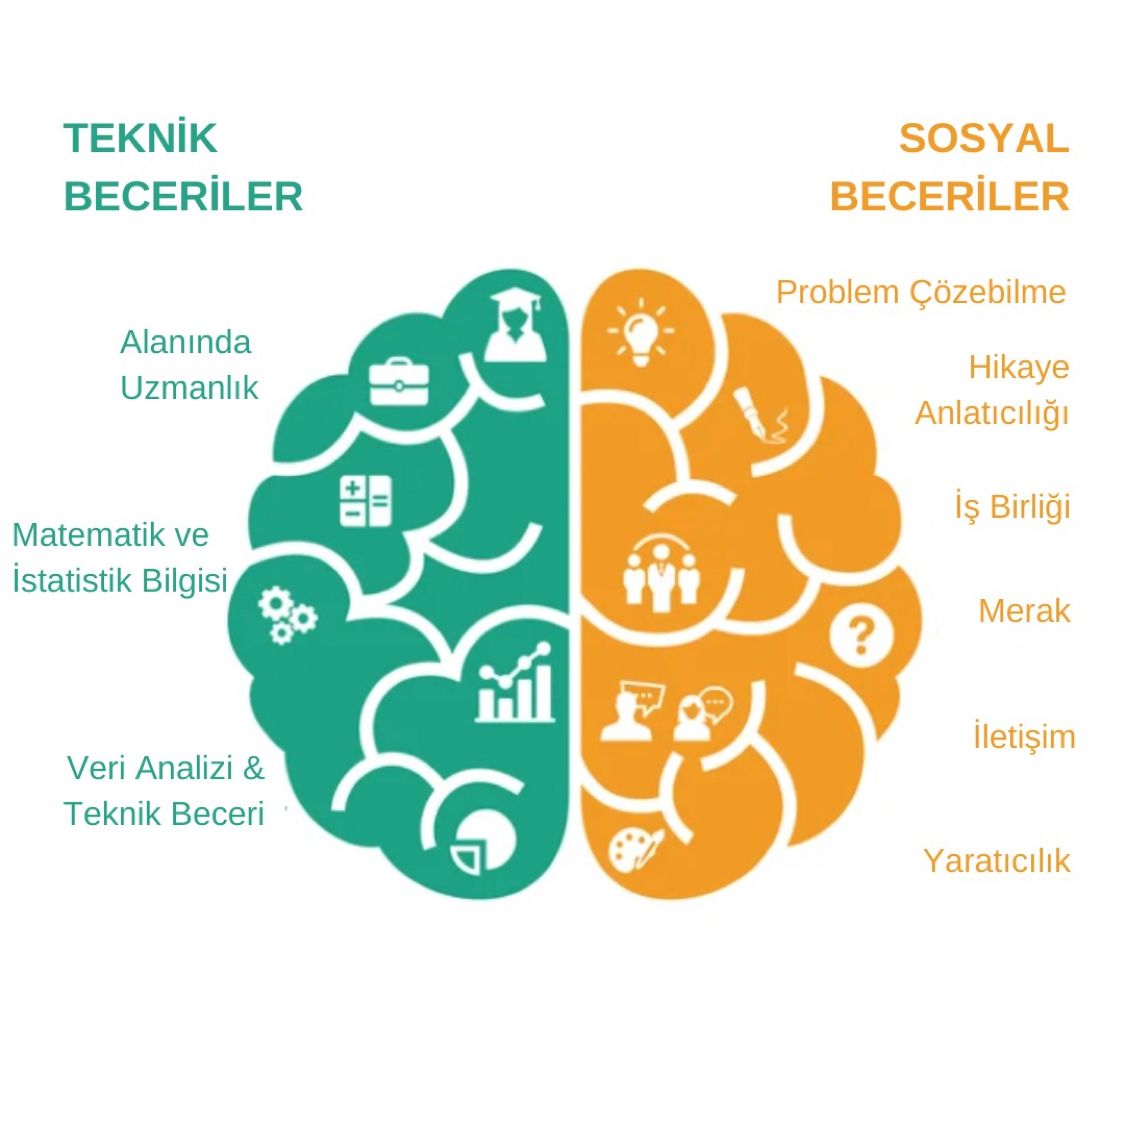 TEKNİK
BECERİLER
Alanında
Uzmanlık
Matematik ve
İstatistik Bilgisi
Veri Analizi &
Teknik Beceri
SOSYAL
BECERİLER
Problem Çözebilme
Hikaye
Anlatıcılığı
İş Birliği
Merak
İletişim
Yaratıcılık